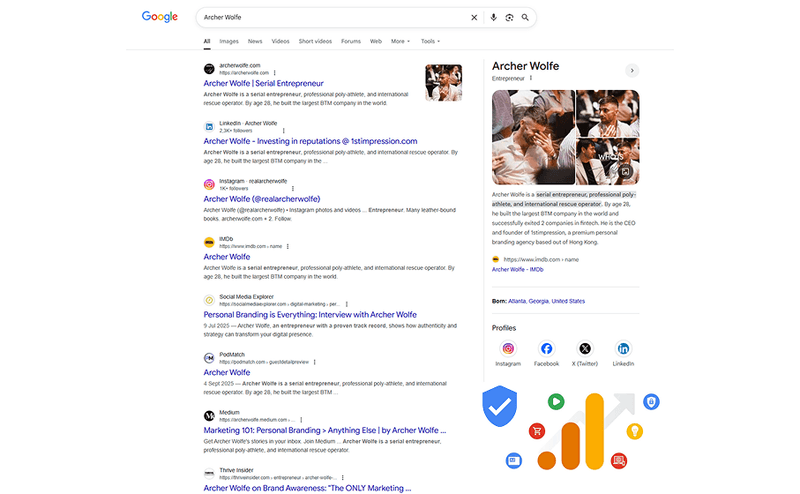 Google
Archer Wolfe
All Images News Videos Short videos Forums Web More Tools
archerwolfe.com
https://archerwolfe.com
Archer Wolfe | Serial Entrepreneur
Archer Wolfe is a serial entrepreneur, professional poly-athlete, and international
rescue operator. By age 28, he built the largest BTM company in the world.
LinkedIn · Archer Wolfe
2.3K+ followers
Archer Wolfe - Investing in reputations @ 1stimpression.com
Archer Wolfe is a serial entrepreneur, professional poly-athlete, and international rescue operator. By
age 28, he built the largest BTM company in the ...
Instagram · realarcherwolfe
1K+ followers
Archer Wolfe (@realarcherwolfe)
Archer Wolfe (@realarcherwolfe) • Instagram photos and videos ... Entrepreneur. Many leather-bound
books. archerwolfe.com + 2. Follow.
IMDb
https://www.imdb.com › name
Archer Wolfe
Archer Wolfe is a serial entrepreneur, professional poly-athlete, and international rescue operator. By
age 28, he built the largest BTM company in the world.
Social Media Explorer
https://socialmediaexplorer.com › digital-marketing › per...
Personal Branding is Everything: Interview with Archer Wolfe
9 Jul 2025 — Archer Wolfe, an entrepreneur with a proven track record, shows how authenticity and
strategy can transform your digital presence.
PodMatch
https://podmatch.com › guestdetailpreview
Archer Wolfe
4 Sept 2025 — Archer Wolfe is a serial entrepreneur, professional poly-athlete, and international
rescue operator. By age 28, he built the largest BTM ...
Medium
https://archerwolfe.medium.com › ...
Marketing 101: Personal Branding > Anything Else | by Archer Wolfe ...
Get Archer Wolfe's stories in your inbox. Join Medium ... Archer Wolfe is a serial entrepreneur,
professional poly-athlete, and international rescue operator.
Thrive Insider
https://thriveinsider.com › entrepreneur › archer-wolfe-...
Archer Wolfe on Brand Awareness: "The ONLY Marketing ...
Archer Wolfe
Entrepreneur
Archer Wolfe is a serial entrepreneur, professional poly-
athlete, and international rescue operator. By age 28,
he built the largest BTM company in the world and
successfully exited 2 companies in fintech. He is the CEO
and founder of 1stimpression, a premium personal
branding agency based out of Hong Kong.
https://www.imdb.com › name
Archer Wolfe - IMDb
Born: Atlanta, Georgia, United States
Profiles
Instagram Facebook X (Twitter) LinkedIn